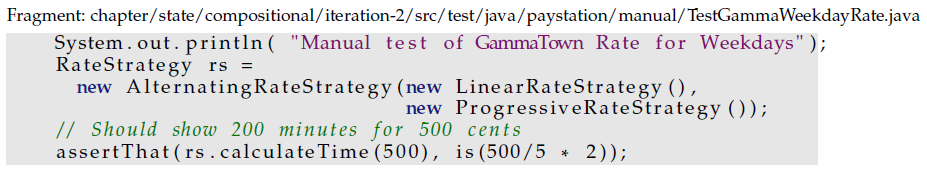 Fragment: chapter/state/compositional/iteration-2/src/test/java/paystation/manual/TestGammaWeekdayRate.java
System.out.println( "Manual test of GammaTown Rate for Weekdays");
RateStrategy rs =
new AlternatingRateStrategy(new LinearRateStrategy(),
new ProgressiveRateStrategy());
// Should show 200 minutes for 500 cents
assertThat(rs.calculateTime(500), is(500/5 * 2));